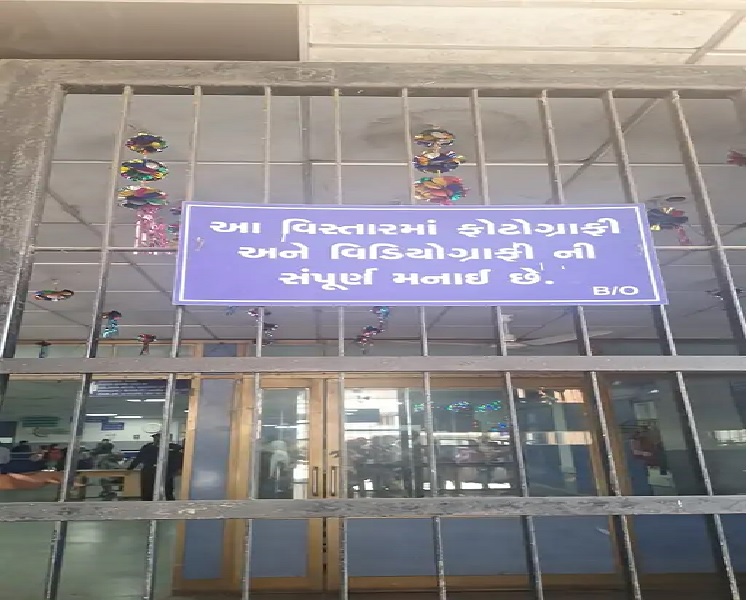 આ વિસ્તારમાં ફોટોગ્રાફી
અને વિડિયોગ્રાફી ની
સંપૂર્ણ મનાઈ છે.
B/O